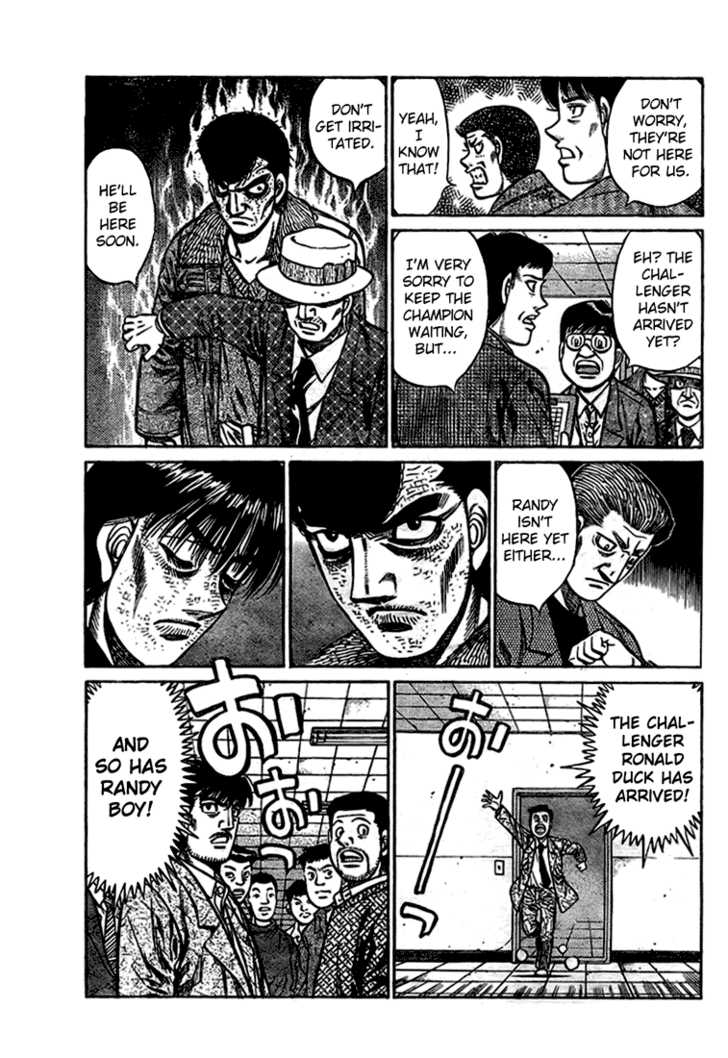 DON'T
WORRY,
THEY'RE
NOT HERE
FOR US.
YEAH,
I
KNOW
THAT!
DON'T
GET IRRI-
TATED.
HE'LL
BE
HERE
SOON.
EH? THE
CHAL-
LENGER
HASN'T
ARRIVED
YET?
I'M VERY
SORRY TO
KEEP THE
CHAMPION
WAITING,
BUT...
RANDY
ISN'T
HERE YET
EITHER...
THE CHAL-
LENGER
RONALD
DUCK HAS
ARRIVED!
おーっ
AND
SO HAS
RANDY
BOY!
おおおっ